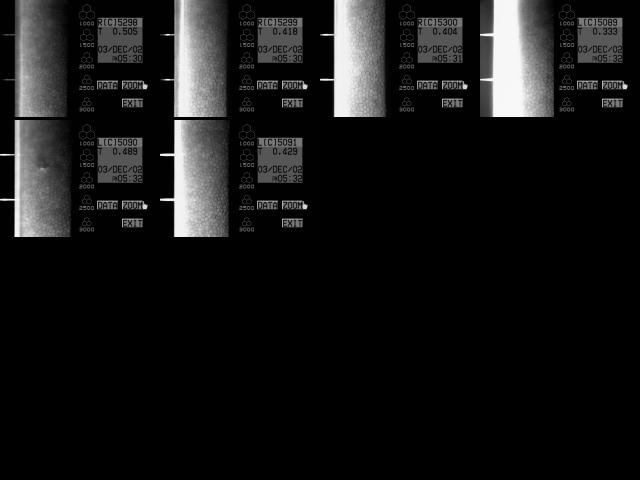 1000 R(C)5298
T 0.505
1500
03/DEC/02
2000 PM05:30
2500 DATA ZOOM
3000 EXIT
1000 R(C)5299
T 0.418
1500
03/DEC/02
2000 PM05:30
2500 DATA ZOOM
3000 EXIT
1000 R(C)5300
T 0.404
1500
03/DEC/02
2000 PM05:31
2500 DATA ZOOM
3000 EXIT
1000 L(C)5089
T 0.333
1500
03/DEC/02
2000 PM05:32
2500 DATA ZOOM
3000 EXIT
1000 L(C)5090
T 0.489
1500
03/DEC/02
2000 PM05:32
2500 DATA ZOOM
3000 EXIT
1000 L(C)5091
T 0.429
1500
03/DEC/02
2000 PM05:32
2500 DATA ZOOM
3000 EXIT